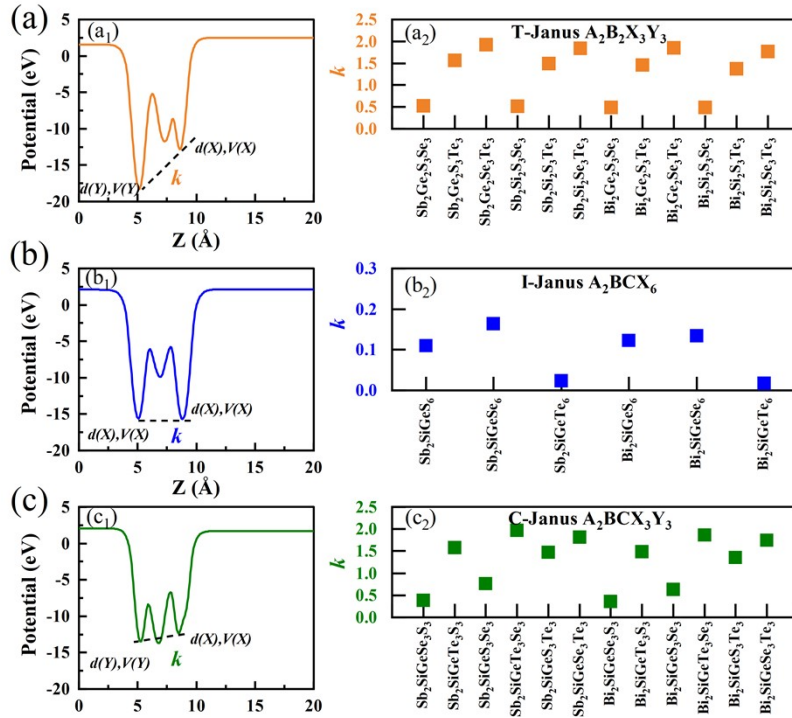 (a)
(a₁)
Potential (eV)
5
0
-5
-10
-15
-20
d(X),V(X)
d(Y),V(Y)
k
0 5 10 15 20
Z (Å)
(a₂)
T-Janus A₂B₂X₃Y₃
k
2.5
2.0
1.5
1.0
0.5
0.0
Sb₂Ge₂S₃Se₃
Sb₂Ge₂S₃Te₃
Sb₂Ge₂Se₃Te₃
Sb₂Si₂S₃Se₃
Sb₂Si₂S₃Te₃
Sb₂Si₂Se₃Te₃
Bi₂Ge₂S₃Se₃
Bi₂Ge₂S₃Te₃
Bi₂Ge₂Se₃Te₃
Bi₂Si₂S₃Se₃
Bi₂Si₂S₃Te₃
Bi₂Si₂Se₃Te₃
(b)
(b₁)
Potential (eV)
5
0
-5
-10
-15
-20
d(X),V(X)
d(X),V(X)
k
0 5 10 15 20
Z (Å)
(b₂)
I-Janus A₂BCX₆
k
0.3
0.2
0.1
0.0
Sb₂SiGeS₆
Sb₂SiGeSe₆
Sb₂SiGeTe₆
Bi₂SiGeS₆
Bi₂SiGeSe₆
Bi₂SiGeTe₆
(c)
(c₁)
Potential (eV)
5
0
-5
-10
-15
-20
d(X),V(X)
d(Y),V(Y)
k
0 5 10 15 20
Z (Å)
(c₂)
C-Janus A₂BCX₃Y₃
k
2.5
2.0
1.5
1.0
0.5
0.0
Sb₂SiGeSe₃S₃
Sb₂SiGeTe₃S₃
Sb₂SiGeS₃Se₃
Sb₂SiGeTe₃Se₃
Sb₂SiGeS₃Te₃
Sb₂SiGeSe₃Te₃
Bi₂SiGeSe₃S₃
Bi₂SiGeTe₃S₃
Bi₂SiGeS₃Se₃
Bi₂SiGeTe₃Se₃
Bi₂SiGeS₃Te₃
Bi₂SiGeSe₃Te₃